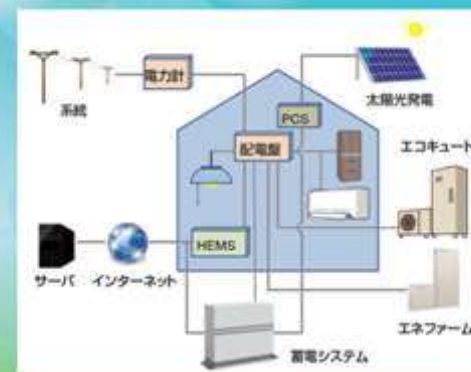 電力計
系統
太陽光発電
PCS
配電盤
エコキュート
HEMS
サーバ
インターネット
エネファーム
蓄電システム